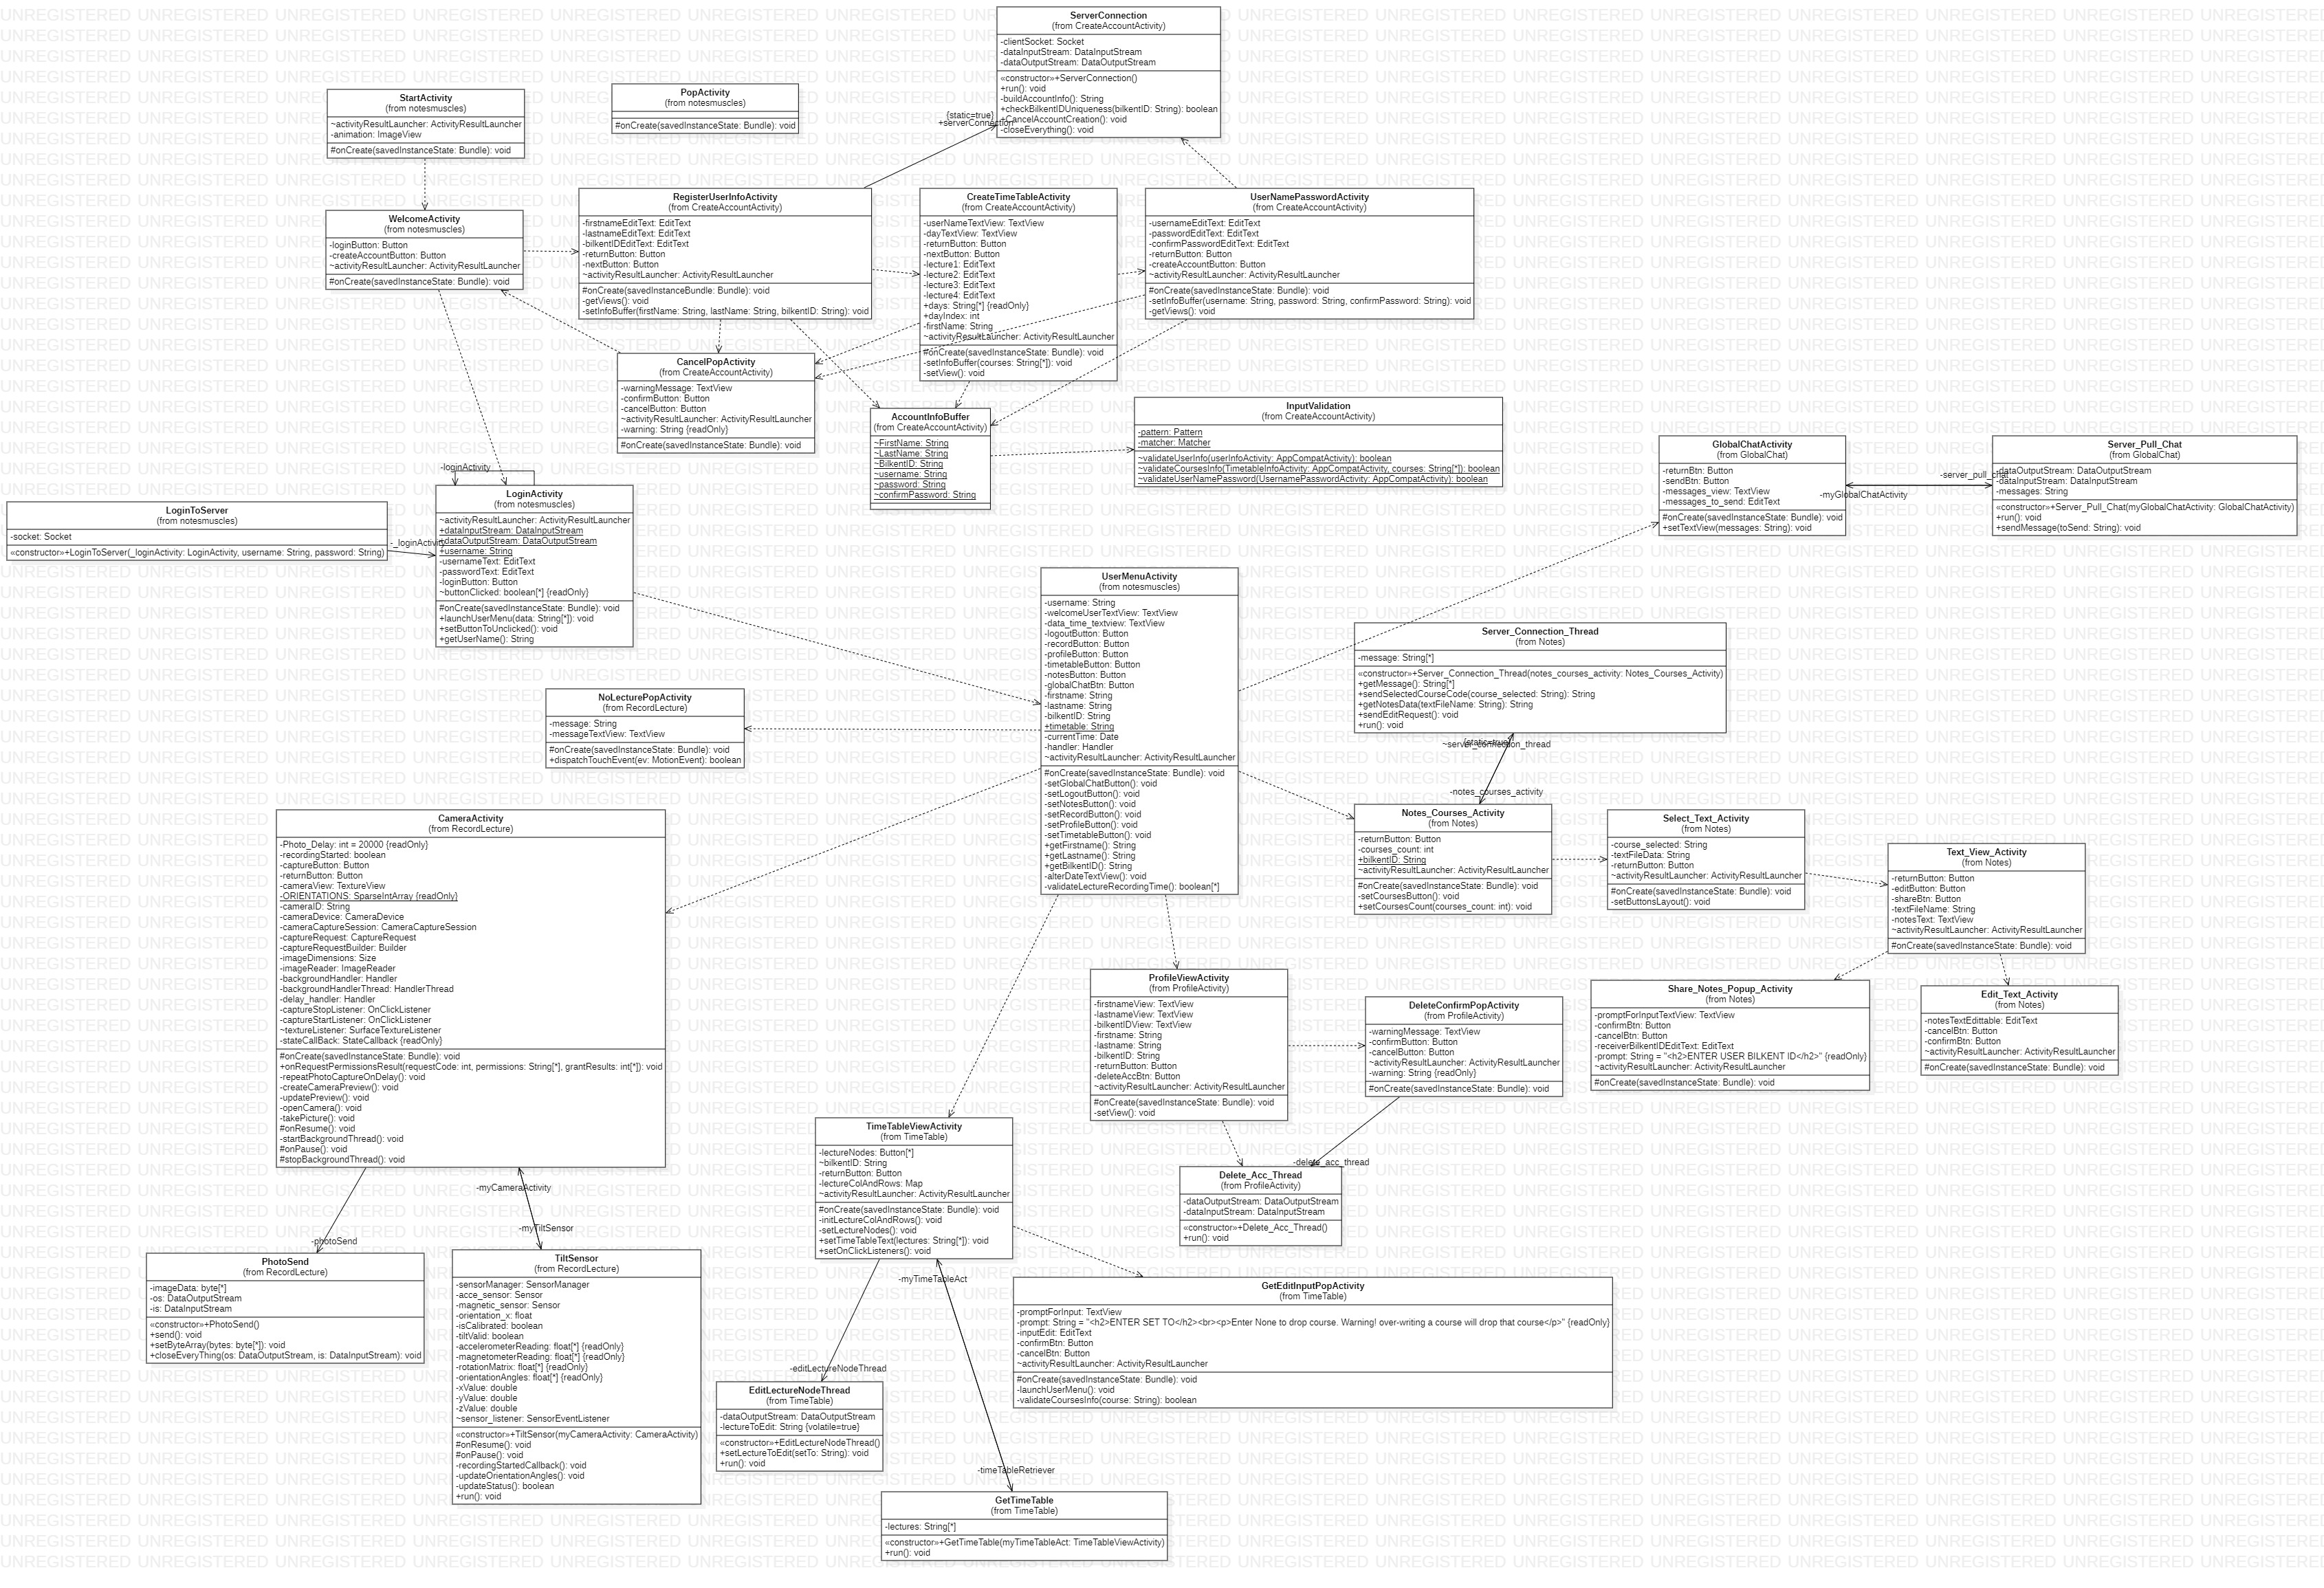 ServerConnection
(from CreateAccountActivity)
-clientSocket: Socket
-dataInputStream: DataInputStream
-dataOutputStream: DataOutputStream
«constructor»+ServerConnection()
+run(): void
-buildAccountInfo(): String
+checkBilkentIDUniqueness(bilkentID: String): boolean
+CancelAccountCreation(): void
-closeEverything(): void
{static=true}
+serverConnection
StartActivity
(from notesmuscles)
~activityResultLauncher: ActivityResultLauncher
-animation: ImageView
#onCreate(savedInstanceState: Bundle): void
PopActivity
(from notesmuscles)
#onCreate(savedInstanceState: Bundle): void
WelcomeActivity
(from notesmuscles)
-loginButton: Button
-createAccountButton: Button
~activityResultLauncher: ActivityResultLauncher
#onCreate(savedInstanceState: Bundle): void
RegisterUserInfoActivity
(from CreateAccountActivity)
-firstnameEditText: EditText
-lastnameEditText: EditText
-bilkentIDEditText: EditText
-returnButton: Button
-nextButton: Button
~activityResultLauncher: ActivityResultLauncher
#onCreate(savedInstanceBundle: Bundle): void
-getViews(): void
-setInfoBuffer(firstName: String, lastName: String, bilkentID: String): void
CreateTimeTableActivity
(from CreateAccountActivity)
-userNameTextView: TextView
-dayTextView: TextView
-returnButton: Button
-nextButton: Button
-lecture1: EditText
-lecture2: EditText
-lecture3: EditText
-lecture4: EditText
+days: String[*] {readOnly}
+dayIndex: int
-firstName: String
~activityResultLauncher: ActivityResultLauncher
#onCreate(savedInstanceState: Bundle): void
-setInfoBuffer(courses: String[*]): void
-setView(): void
UserNamePasswordActivity
(from CreateAccountActivity)
-usernameEditText: EditText
-passwordEditText: EditText
-confirmPasswordEditText: EditText
-returnButton: Button
-createAccountButton: Button
~activityResultLauncher: ActivityResultLauncher
#onCreate(savedInstanceState: Bundle): void
-setInfoBuffer(username: String, password: String, confirmPassword: String): void
-getViews(): void
CancelPopActivity
(from CreateAccountActivity)
-warningMessage: TextView
-confirmButton: Button
-cancelButton: Button
~activityResultLauncher: ActivityResultLauncher
-warning: String {readOnly}
#onCreate(savedInstanceState: Bundle): void
AccountInfoBuffer
(from CreateAccountActivity)
~FirstName: String
~LastName: String
~BilkentID: String
~username: String
~password: String
~confirmPassword: String
InputValidation
(from CreateAccountActivity)
-pattern: Pattern
-matcher: Matcher
~validateUserInfo(userInfoActivity: AppCompatActivity): boolean
~validateCoursesInfo(TimetableInfoActivity: AppCompatActivity, courses: String[*]): boolean
~validateUserNamePassword(UsernamePasswordActivity: AppCompatActivity): boolean
GlobalChatActivity
(from GlobalChat)
-returnBtn: Button
-sendBtn: Button
-messages_view: TextView
-messages_to_send: EditText
#onCreate(savedInstanceState: Bundle): void
+setTextView(messages: String): void
-server_pull_chat
-myGlobalChatActivity
Server_Pull_Chat
(from GlobalChat)
-dataOutputStream: DataOutputStream
-dataInputStream: DataInputStream
-messages: String
«constructor»+Server_Pull_Chat(myGlobalChatActivity: GlobalChatActivity)
+run(): void
+sendMessage(toSend: String): void
-loginActivity
LoginToServer
(from notesmuscles)
-socket: Socket
«constructor»+LoginToServer(_loginActivity: LoginActivity, username: String, password: String)
-_loginActivity
LoginActivity
(from notesmuscles)
~activityResultLauncher: ActivityResultLauncher
+dataInputStream: DataInputStream
+dataOutputStream: DataOutputStream
+username: String
-usernameText: EditText
-passwordText: EditText
-loginButton: Button
~buttonClicked: boolean[*] {readOnly}
#onCreate(savedInstanceState: Bundle): void
+launchUserMenu(data: String[*]): void
+setButtonToUnclicked(): void
+getUserName(): String
UserMenuActivity
(from notesmuscles)
-username: String
-welcomeUserTextView: TextView
-data_time_textview: TextView
-logoutButton: Button
-recordButton: Button
-profileButton: Button
-timetableButton: Button
-notesButton: Button
-globalChatBtn: Button
-firstname: String
-lastname: String
-bilkentID: String
+timetable: String
-currentTime: Date
-handler: Handler
~activityResultLauncher: ActivityResultLauncher
#onCreate(savedInstanceState: Bundle): void
-setGlobalChatButton(): void
-setLogoutButton(): void
-setNotesButton(): void
-setRecordButton(): void
-setProfileButton(): void
-setTimetableButton(): void
+getFirstname(): String
+getLastname(): String
+getBilkentID(): String
-alterDateTextView(): void
-validateLectureRecordingTime(): boolean[*]
Server_Connection_Thread
(from Notes)
-message: String[*]
«constructor»+Server_Connection_Thread(notes_courses_activity: Notes_Courses_Activity)
+getMessage(): String[*]
+sendSelectedCourseCode(course_selected: String): String
+getNotesData(textFileName: String): String
+sendEditRequest(): void
+run(): void
{static=true}
~server_connection_thread
-notes_courses_activity
NoLecturePopActivity
(from RecordLecture)
-message: String
-messageTextView: TextView
#onCreate(savedInstanceState: Bundle): void
+dispatchTouchEvent(ev: MotionEvent): boolean
Notes_Courses_Activity
(from Notes)
-returnButton: Button
-courses_count: int
+bilkentID: String
~activityResultLauncher: ActivityResultLauncher
#onCreate(savedInstanceState: Bundle): void
-setCoursesButton(): void
+setCoursesCount(courses_count: int): void
Select_Text_Activity
(from Notes)
-course_selected: String
-textFileData: String
-returnButton: Button
~activityResultLauncher: ActivityResultLauncher
#onCreate(savedInstanceState: Bundle): void
-setButtonsLayout(): void
Text_View_Activity
(from Notes)
-returnButton: Button
-editButton: Button
-shareBtn: Button
-textFileName: String
-notesText: TextView
~activityResultLauncher: ActivityResultLauncher
#onCreate(savedInstanceState: Bundle): void
CameraActivity
(from RecordLecture)
-Photo_Delay: int = 20000 {readOnly}
-recordingStarted: boolean
-captureButton: Button
-returnButton: Button
-cameraView: TextureView
-ORIENTATIONS: SparseIntArray {readOnly}
-cameraID: String
-cameraDevice: CameraDevice
-cameraCaptureSession: CameraCaptureSession
-captureRequest: CaptureRequest
-captureRequestBuilder: Builder
-imageDimensions: Size
-imageReader: ImageReader
-backgroundHandler: Handler
-backgroundHandlerThread: HandlerThread
-delay_handler: Handler
-captureStopListener: OnClickListener
-captureStartListener: OnClickListener
~textureListener: SurfaceTextureListener
-stateCallBack: StateCallback {readOnly}
#onCreate(savedInstanceState: Bundle): void
+onRequestPermissionsResult(requestCode: int, permissions: String[*], grantResults: int[*]): void
-repeatPhotoCaptureOnDelay(): void
-createCameraPreview(): void
-updatePreview(): void
-openCamera(): void
-takePicture(): void
#onResume(): void
-startBackgroundThread(): void
#onPause(): void
#stopBackgroundThread(): void
ProfileViewActivity
(from ProfileActivity)
-firstnameView: TextView
-lastnameView: TextView
-bilkentIDView: TextView
-firstname: String
-lastname: String
-bilkentID: String
-returnButton: Button
-deleteAccBtn: Button
~activityResultLauncher: ActivityResultLauncher
#onCreate(savedInstanceState: Bundle): void
-setView(): void
DeleteConfirmPopActivity
(from ProfileActivity)
-warningMessage: TextView
-confirmButton: Button
-cancelButton: Button
~activityResultLauncher: ActivityResultLauncher
-warning: String {readOnly}
#onCreate(savedInstanceState: Bundle): void
Share_Notes_Popup_Activity
(from Notes)
-promptForInputTextView: TextView
-confirmBtn: Button
-cancelBtn: Button
-receiverBilkentIDEditText: EditText
-prompt: String = "<h2>ENTER USER BILKENT ID</h2>" {readOnly}
~activityResultLauncher: ActivityResultLauncher
#onCreate(savedInstanceState: Bundle): void
Edit_Text_Activity
(from Notes)
-notesTextEdittable: EditText
-cancelBtn: Button
-confirmBtn: Button
~activityResultLauncher: ActivityResultLauncher
#onCreate(savedInstanceState: Bundle): void
TimeTableViewActivity
(from TimeTable)
-lectureNodes: Button[*]
~bilkentID: String
-returnButton: Button
-lectureColAndRows: Map
~activityResultLauncher: ActivityResultLauncher
#onCreate(savedInstanceState: Bundle): void
-initLectureColAndRows(): void
-setLectureNodes(): void
+setTimeTableText(lectures: String[*]): void
+setOnClickListeners(): void
-delete_acc_thread
Delete_Acc_Thread
(from ProfileActivity)
-dataOutputStream: DataOutputStream
-dataInputStream: DataInputStream
«constructor»+Delete_Acc_Thread()
+run(): void
-myCameraActivity
-myTiltSensor
-photoSend
PhotoSend
(from RecordLecture)
-imageData: byte[*]
-os: DataOutputStream
-is: DataInputStream
«constructor»+PhotoSend()
+send(): void
+setByteArray(bytes: byte[*]): void
+closeEveryThing(os: DataOutputStream, is: DataInputStream): void
TiltSensor
(from RecordLecture)
-sensorManager: SensorManager
-acce_sensor: Sensor
-magnetic_sensor: Sensor
-orientation_x: float
-isCalibrated: boolean
-tiltValid: boolean
-accelerometerReading: float[*] {readOnly}
-magnetometerReading: float[*] {readOnly}
-rotationMatrix: float[*] {readOnly}
-orientationAngles: float[*] {readOnly}
-xValue: double
-yValue: double
-zValue: double
~sensor_listener: SensorEventListener
«constructor»+TiltSensor(myCameraActivity: CameraActivity)
#onResume(): void
#onPause(): void
-recordingStartedCallback(): void
-updateOrientationAngles(): void
-updateStatus(): boolean
+run(): void
-myTimeTableAct
GetEditInputPopActivity
(from TimeTable)
-promptForInput: TextView
-prompt: String = "<h2>ENTER SET TO</h2><br><p>Enter None to drop course. Warning! over-writing a course will drop that course</p>" {readOnly}
-inputEdit: EditText
-confirmBtn: Button
-cancelBtn: Button
~activityResultLauncher: ActivityResultLauncher
#onCreate(savedInstanceState: Bundle): void
-launchUserMenu(): void
-validateCoursesInfo(course: String): boolean
-editLectureNodeThread
EditLectureNodeThread
(from TimeTable)
-dataOutputStream: DataOutputStream
-lectureToEdit: String {volatile=true}
«constructor»+EditLectureNodeThread()
+setLectureToEdit(setTo: String): void
+run(): void
-timeTableRetriever
GetTimeTable
(from TimeTable)
-lectures: String[*]
«constructor»+GetTimeTable(myTimeTableAct: TimeTableViewActivity)
+run(): void